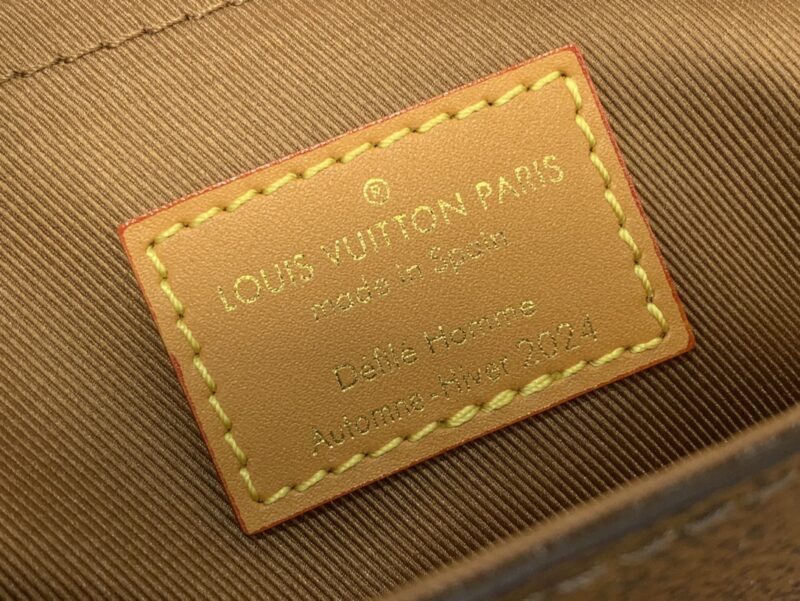 ®
LOUIS VUITTON PARIS
made in Spain
Défilé Homme
Automne-Hiver 2024